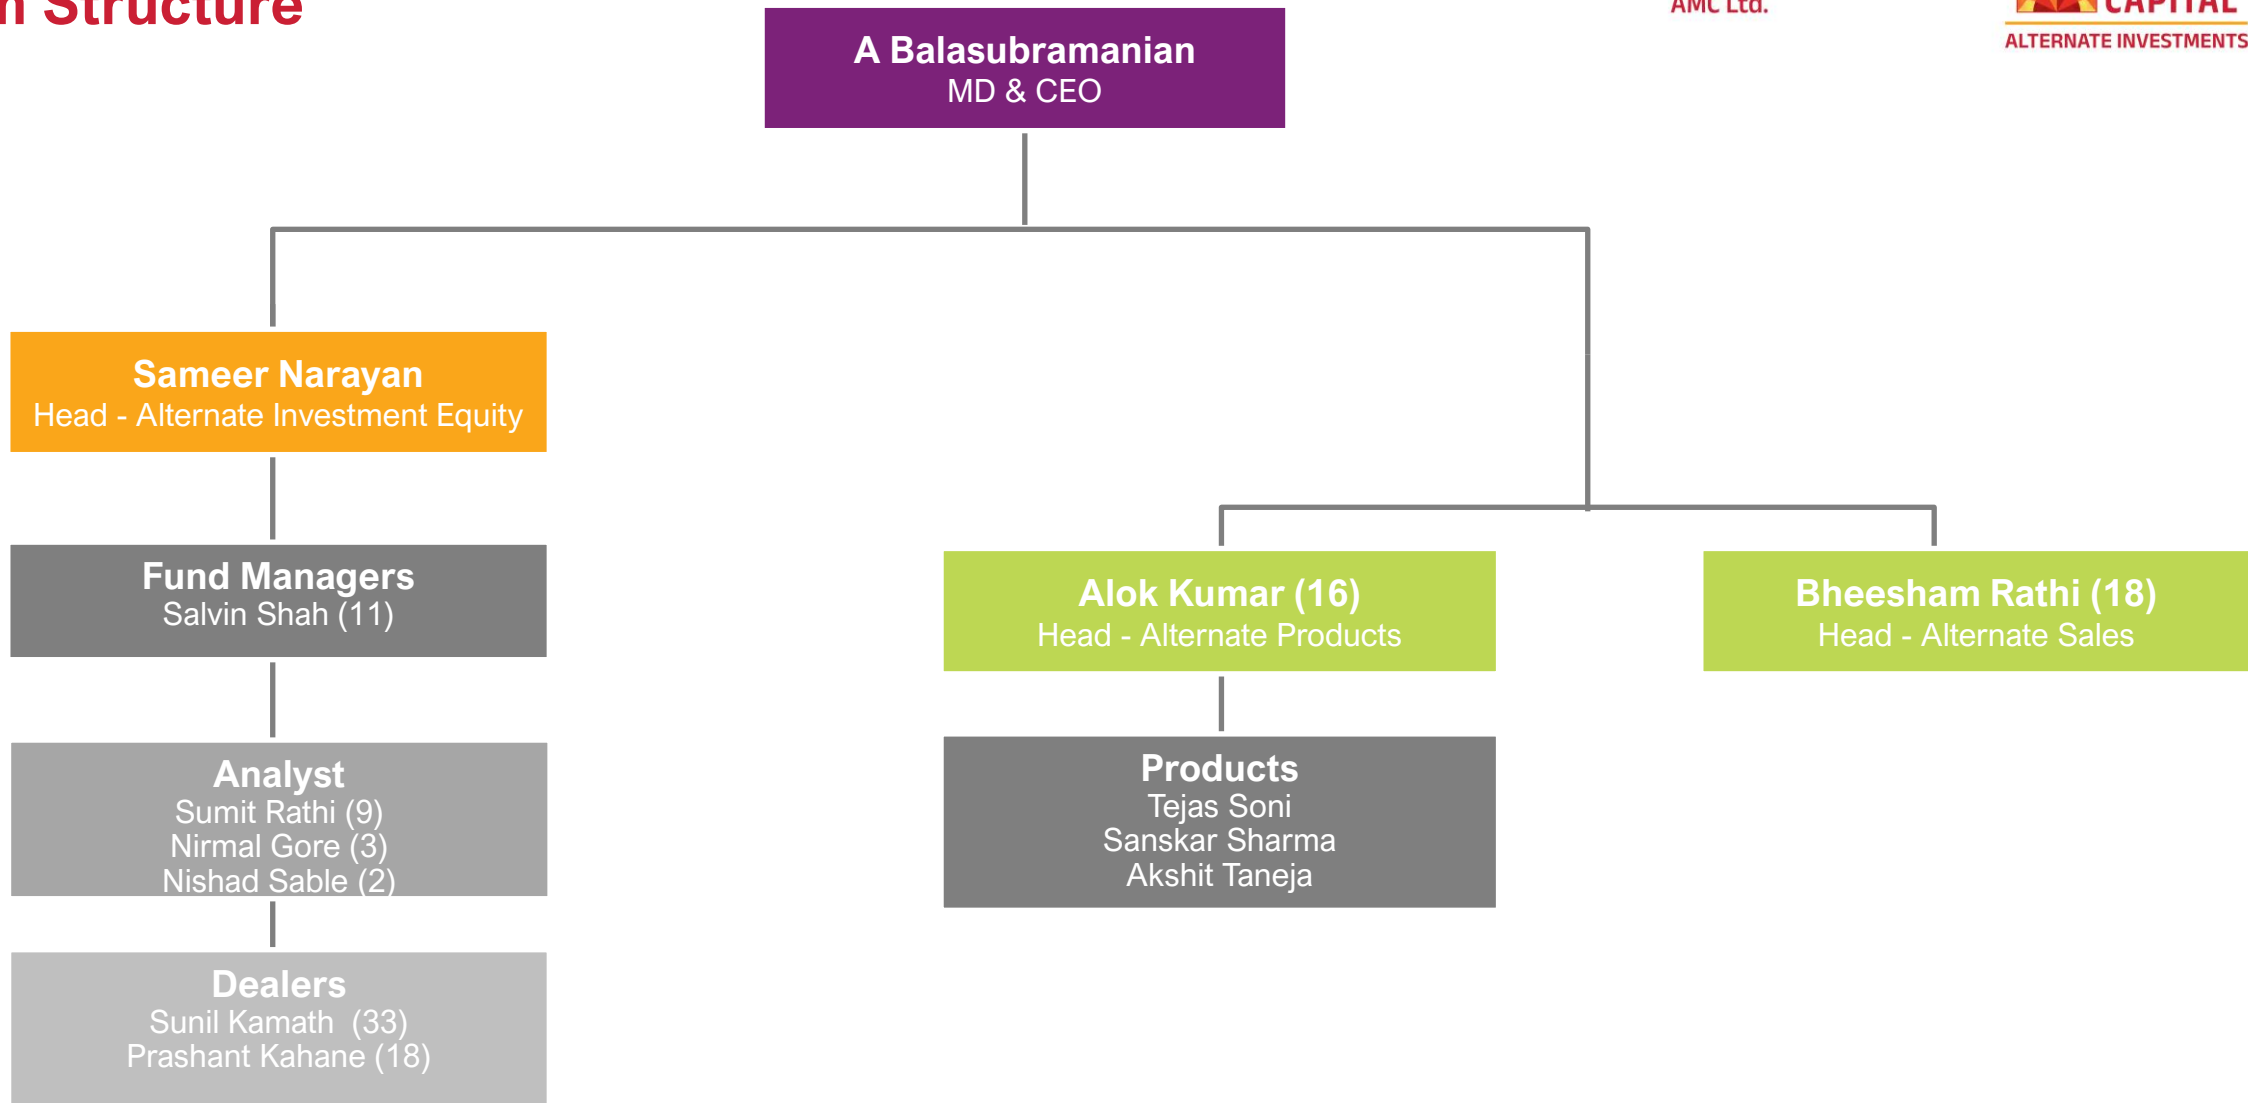 Structure
AMC Ltd.
CAPITAL
ALTERNATE INVESTMENTS
A Balasubramanian
MD & CEO
Sameer Narayan
Head - Alternate Investment Equity
Fund Managers
Salvin Shah (11)
Alok Kumar (16)
Head - Alternate Products
Bheesham Rathi (18)
Head - Alternate Sales
Analyst
Sumit Rathi (9)
Nirmal Gore (3)
Nishad Sable (2)
Products
Tejas Soni
Sanskar Sharma
Akshit Taneja
Dealers
Sunil Kamath  (33)
Prashant Kahane (18)